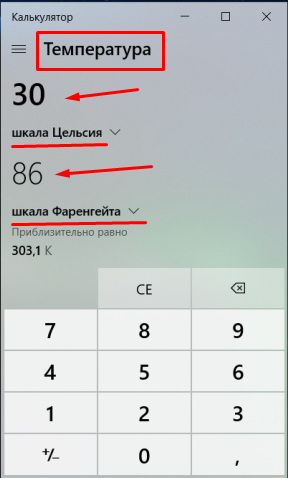 Калькулятор
Температура
30
шкала Цельсия
86
шкала Фаренгейта
Приблизительно равно
303,1 K
CE
7 8 9
4 5 6
1 2 3
+/− 0 ,